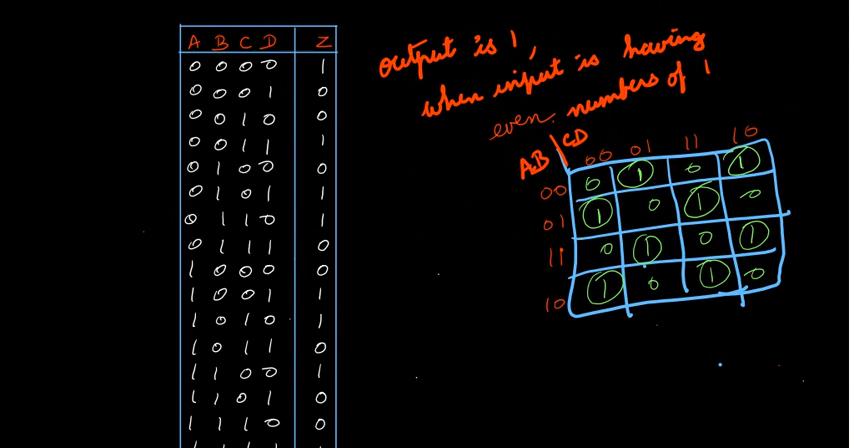 A B C D Z
0 0 0 0 1
0 0 0 1 0
0 0 1 0 0
0 0 1 1 1
0 1 0 0 0
0 1 0 1 1
0 1 1 0 1
0 1 1 1 0
1 0 0 0 0
1 0 0 1 1
1 0 1 0 1
1 0 1 1 0
1 1 0 0 1
1 1 0 1 0
1 1 1 0 0
output is 1,
when input is having
even. numbers of 1
AB CD
00 01 11 10
00 0 1 0 1
01 1 0 1 0
11 0 1 0 1
10 1 0 1 0